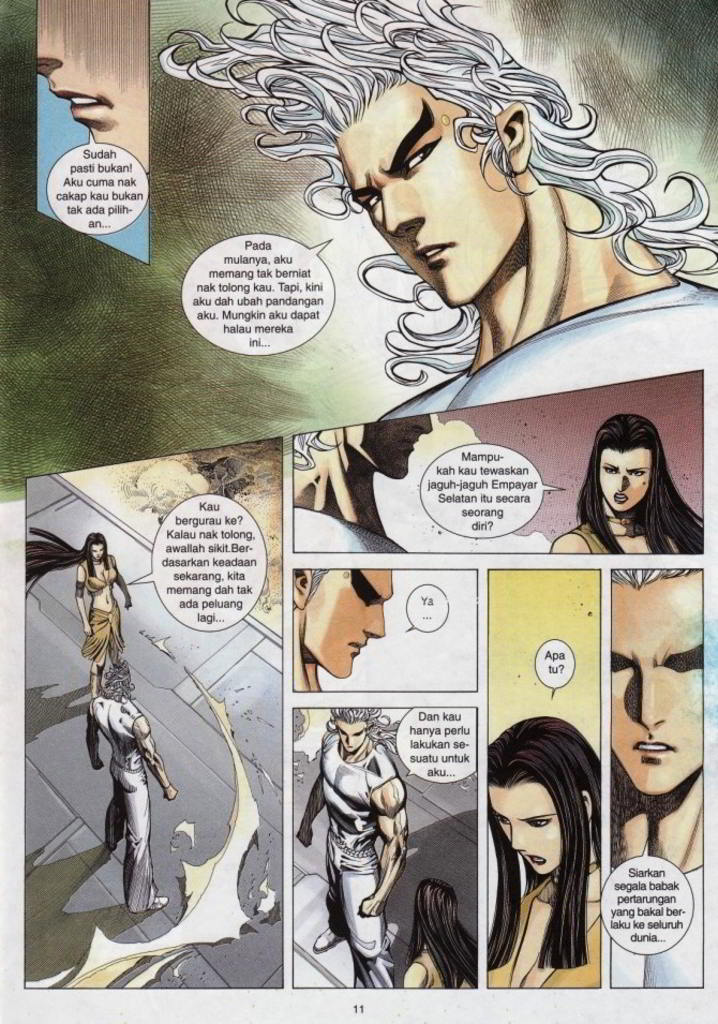 Sudah
pasti bukan!
Aku cuma nak
cakap kau bukan
tak ada pilih-
an...
Pada
mulanya, aku
memang tak berniat
nak tolong kau. Tapi, kini
aku dah ubah pandangan
aku. Mungkin aku dapat
halau mereka
ini...
Kau
bergurau ke?
Kalau nak tolong,
awallah sikit.Ber-
dasarkan keadaan
sekarang, kita
memang dah tak
ada peluang
lagi...
Mampu-
kah kau tewaskan
jaguh-jaguh Empayar
Selatan itu secara
seorang
diri?
Ya
...
Dan kau
hanya perlu
lakukan se-
suatu untuk
aku...
Apa
tu?
Siarkan
segala babak
pertarungan
yang bakal ber-
laku ke seluruh
dunia...
11